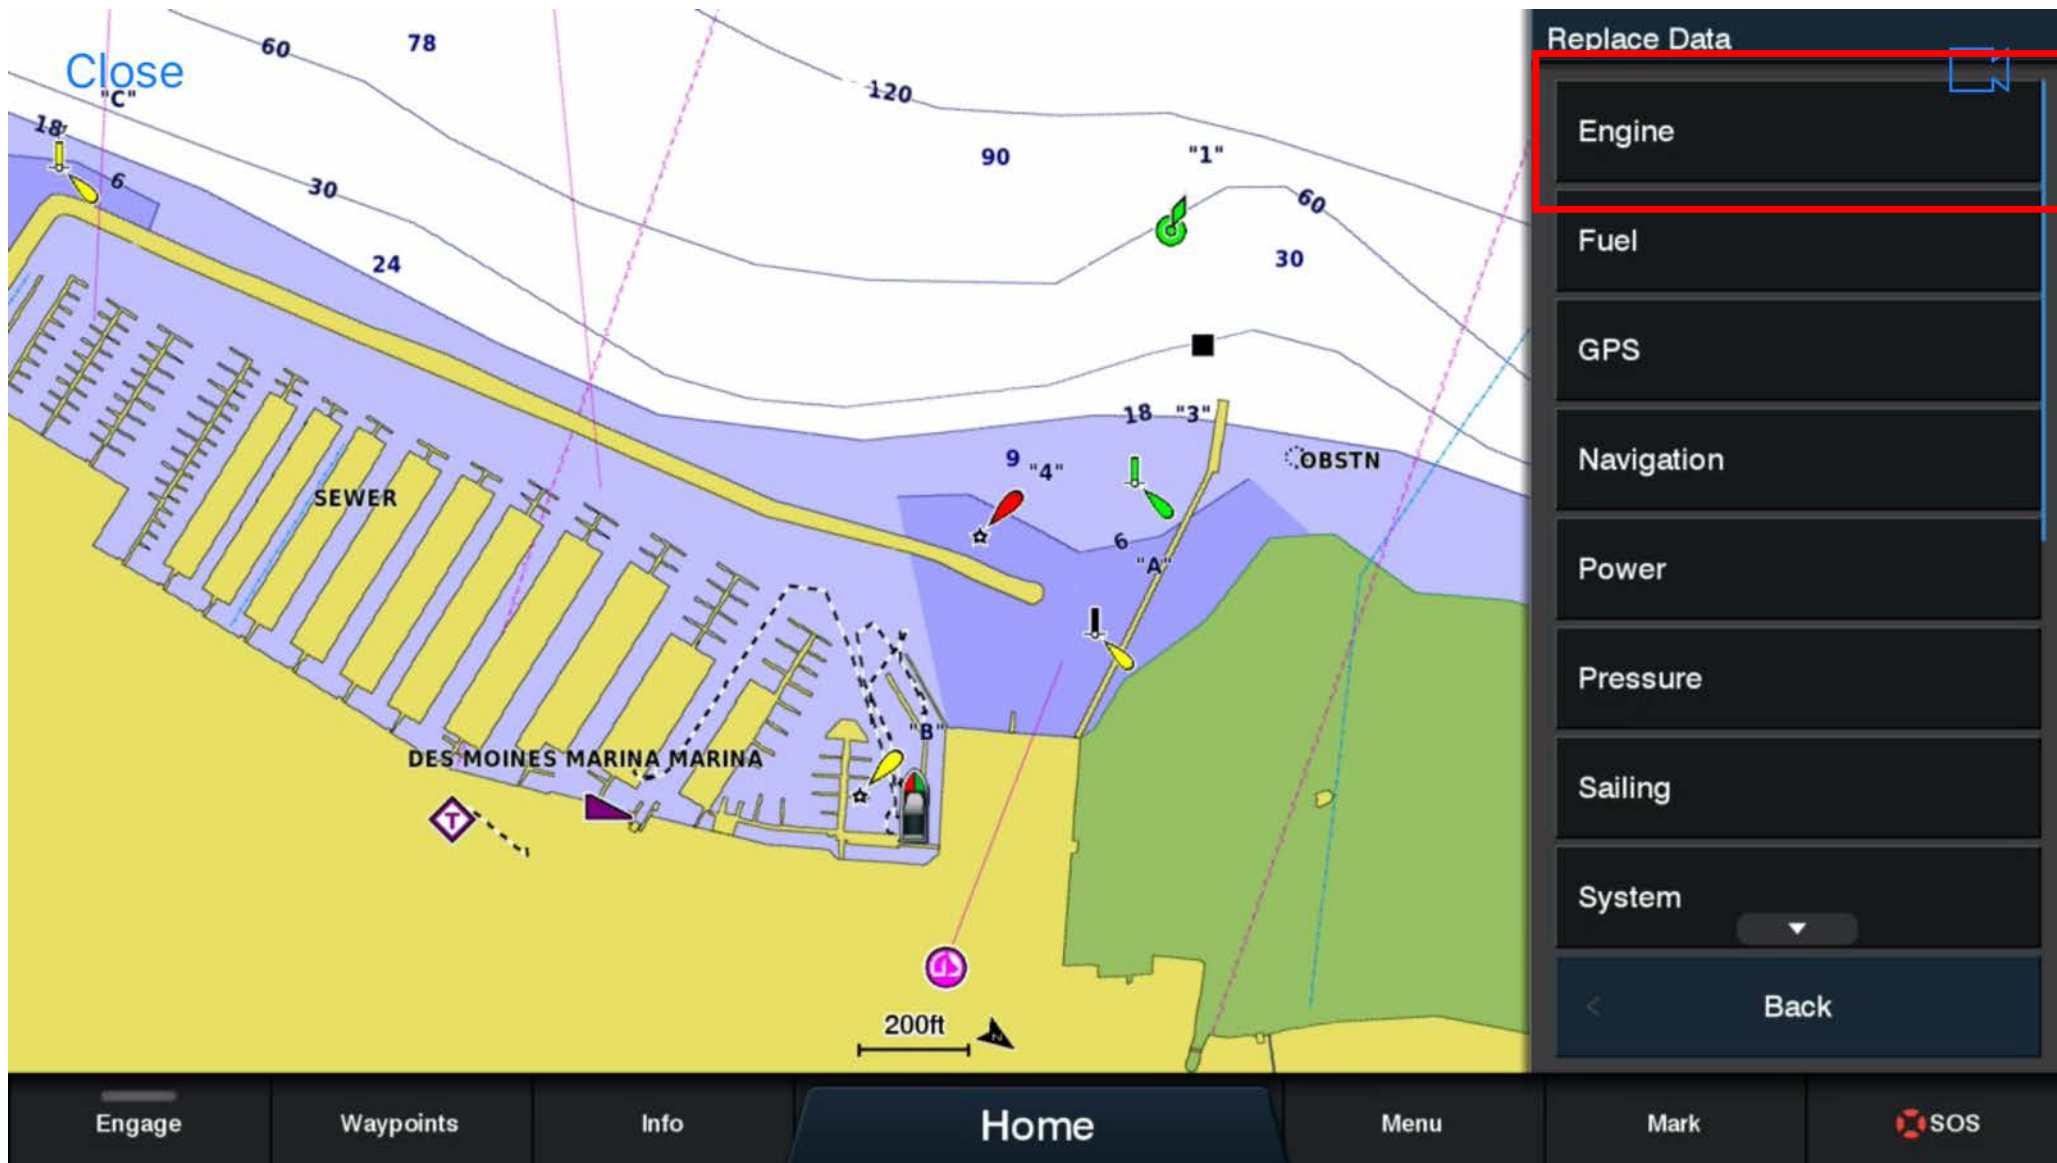 Close
"C"
18
6
60
78
120
30
24
90
"1"
60
30
18 "3"
9 "4"
OBSTN
6
"A"
SEWER
DES MOINES MARINA MARINA
"B"
T
200ft
N
Replace Data
Engine
Fuel
GPS
Navigation
Power
Pressure
Sailing
System
< Back
Engage
Waypoints
Info
Home
Menu
Mark
SOS